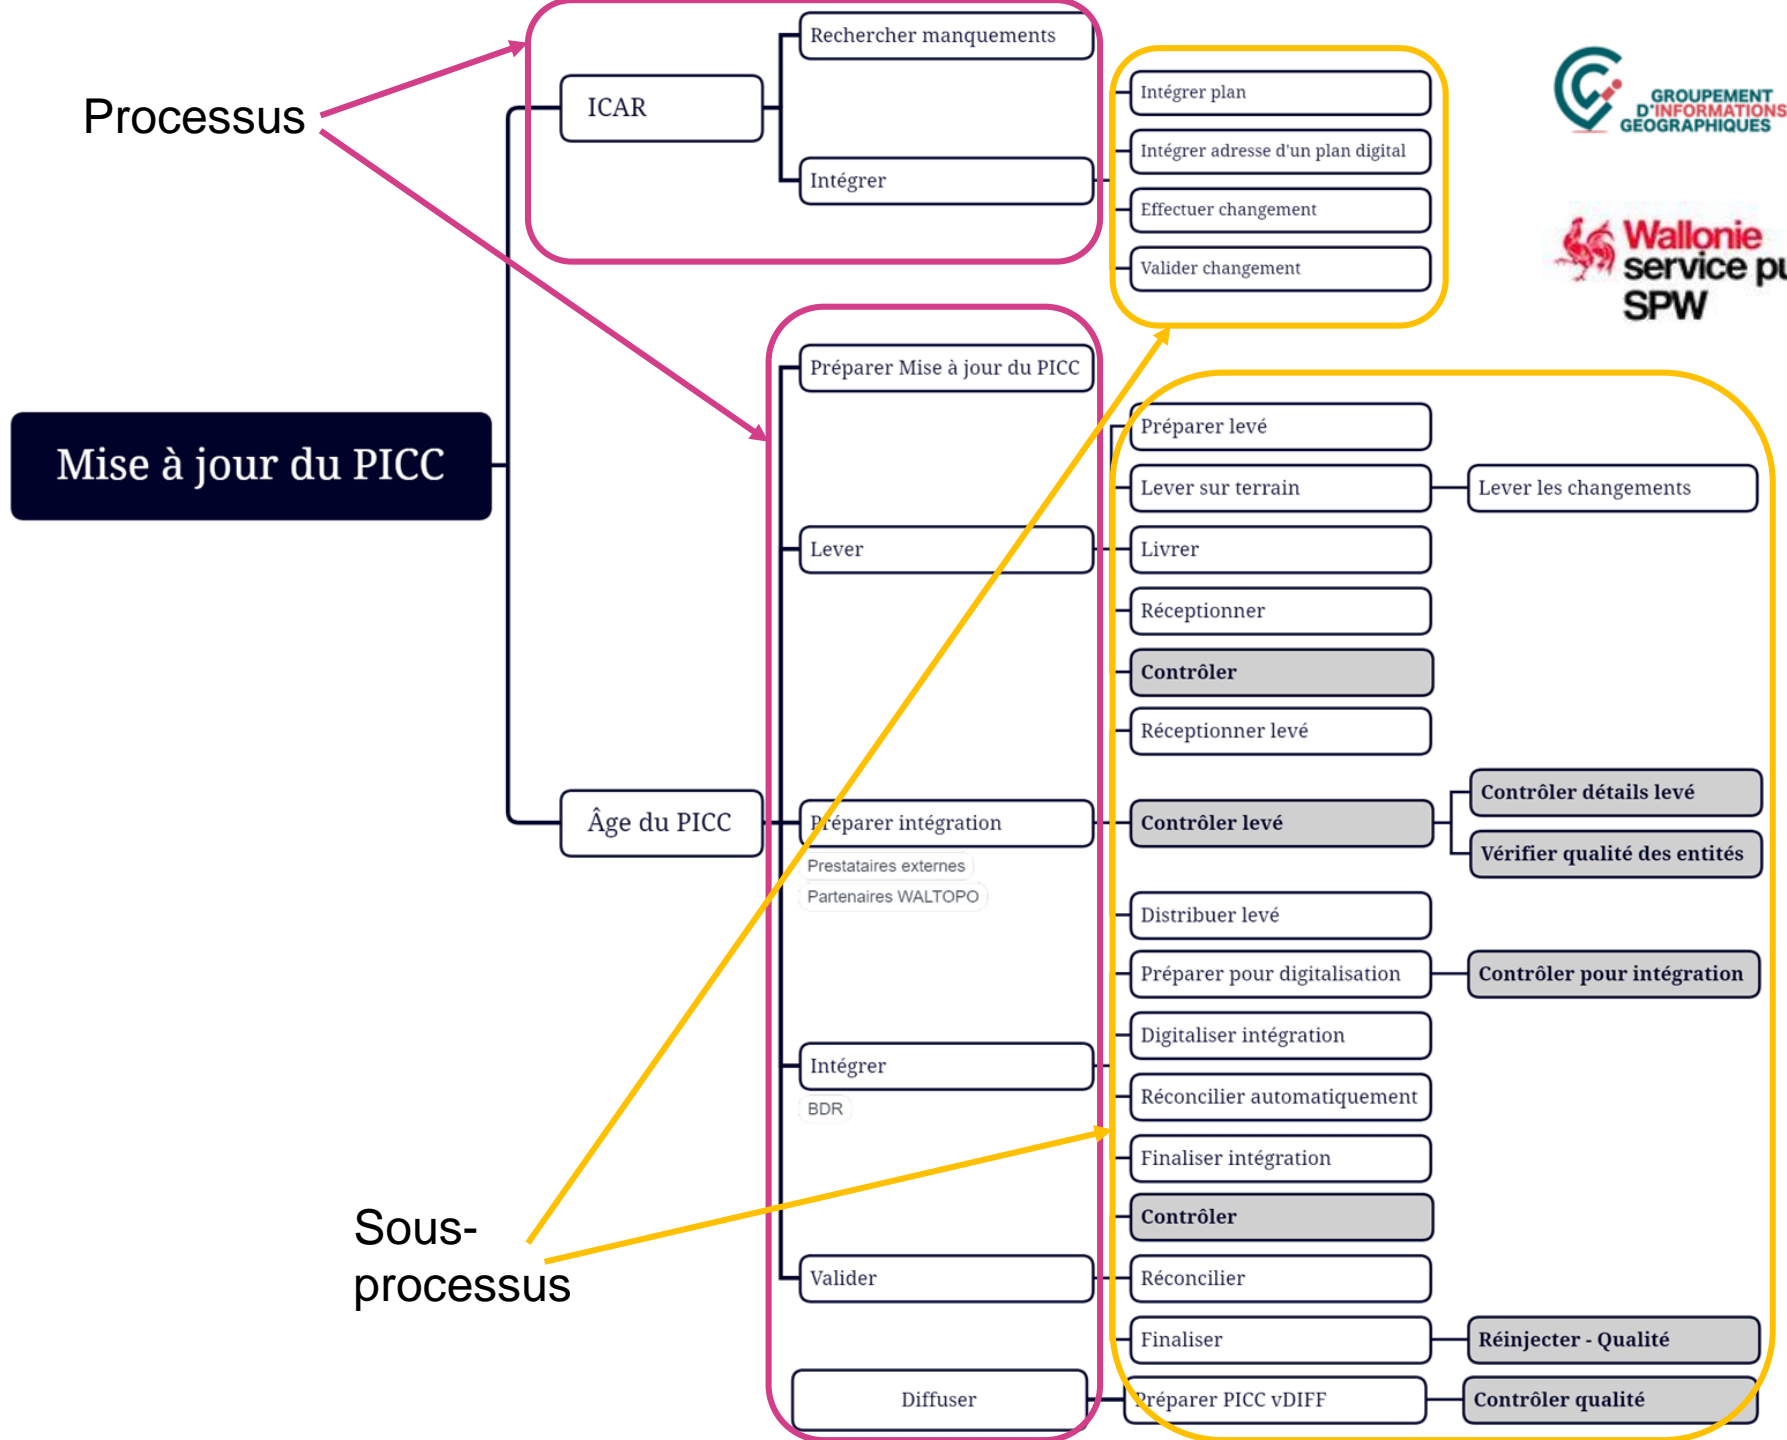 Processus
Mise à jour du PICC
ICAR
Rechercher manquements
Intégrer
Intégrer plan
Intégrer adresse d'un plan digital
Effectuer changement
Valider changement
GROUPEMENT
D'INFORMATIONS
GEOGRAPHIQUES
Wallonie
service pu
SPW
Âge du PICC
Préparer Mise à jour du PICC
Lever
Préparer levé
Lever sur terrain
Lever les changements
Livrer
Réceptionner
Contrôler
Réceptionner levé
Préparer intégration
Prestataires externes
Partenaires WALTOPO
Contrôler levé
Contrôler détails levé
Vérifier qualité des entités
Distribuer levé
Préparer pour digitalisation
Contrôler pour intégration
Intégrer
BDR
Digitaliser intégration
Réconcilier automatiquement
Finaliser intégration
Contrôler
Valider
Réconcilier
Finaliser
Réinjecter - Qualité
Diffuser
Préparer PICC vDIFF
Contrôler qualité
Sous-
processus